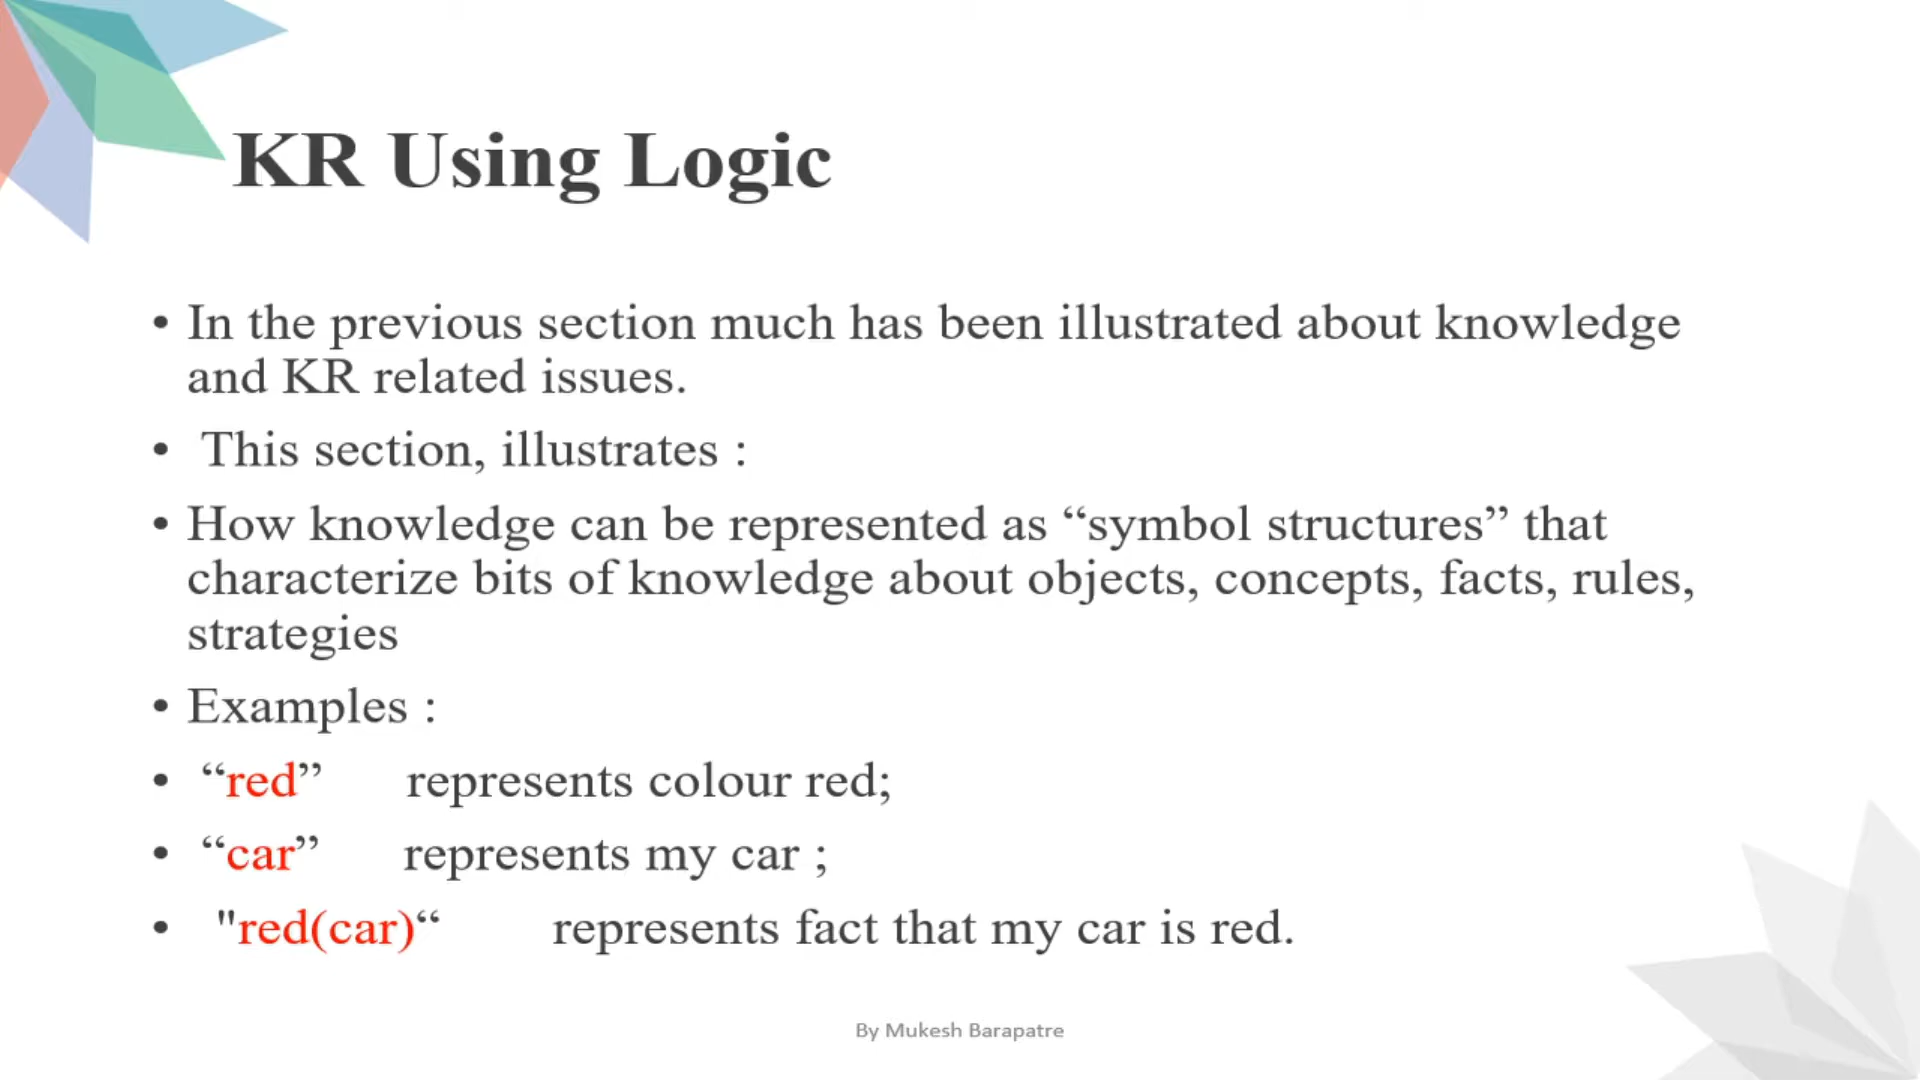 KR Using Logic
• In the previous section much has been illustrated about knowledge
and KR related issues.
• This section, illustrates :
• How knowledge can be represented as “symbol structures” that
characterize bits of knowledge about objects, concepts, facts, rules,
strategies
• Examples :
• “red” represents colour red;
• “car” represents my car ;
• "red(car)“ represents fact that my car is red.
By Mukesh Barapatre